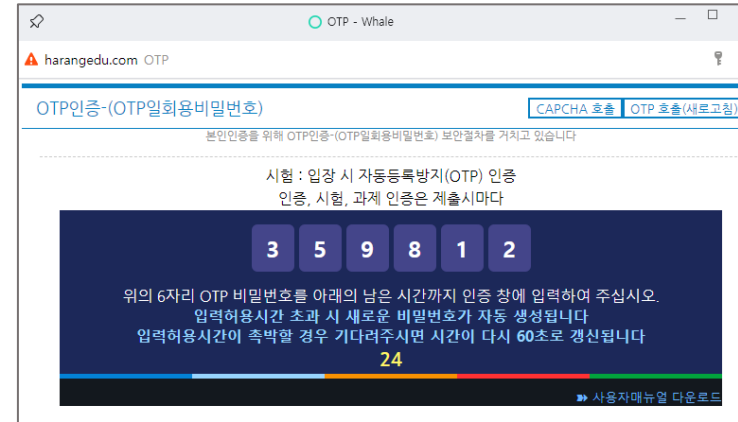 OTP - Whale
harangedu.com OTP
OTP인증-(OTP일회용비밀번호)
CAPCHA 호출
OTP 호출(새로고침)
본인인증을 위해 OTP인증-(OTP일회용비밀번호) 보안절차를 거치고 있습니다
시험 : 입장 시 자동등록방지(OTP) 인증
인증, 시험, 과제 인증은 제출시마다
3 5 9 8 1 2
위의 6자리 OTP 비밀번호를 아래의 남은 시간까지 인증 창에 입력하여 주십시오.
입력허용시간 초과 시 새로운 비밀번호가 자동 생성됩니다
입력허용시간이 촉박할 경우 기다려주시면 시간이 다시 60초로 갱신됩니다
24
사용자매뉴얼 다운로드